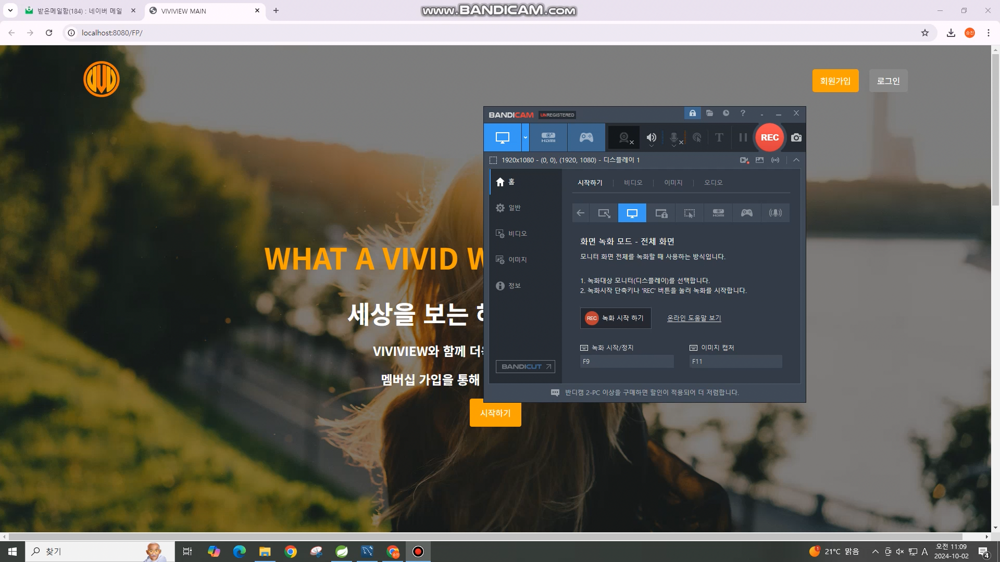 받은메일함(184) : 네이버 메일
VIVIVIEW MAIN
www.BANDICAM.com
localhost:8080/FP/
승진
회원가입
로그인
WHAT A VIVID W
세상을 보는
VIVIVIEW와 함께
멤버십 가입을 통해
시작하기
BANDICAM UNREGISTERED
HDMI
T
REC
1920x1080 - (0, 0), (1920, 1080) - 디스플레이 1
홈
일반
비디오
이미지
정보
BANDICUT
시작하기
비디오
이미지
오디오
HDMI
화면 녹화 모드 - 전체 화면
모니터 화면 전체를 녹화할 때 사용하는 방식입니다.
1. 녹화대상 모니터(디스플레이)를 선택합니다.
2. 녹화시작 단축키나 'REC' 버튼을 눌러 녹화를 시작합니다.
REC 녹화 시작 하기
온라인 도움말 보기
녹화 시작/정지
이미지 캡처
F9
F11
반디캠 2-PC 이상을 구매하면 할인이 적용되어 더 저렴합니다.
찾기
1
21°C 맑음
A
오전 11:09
2024-10-02
4